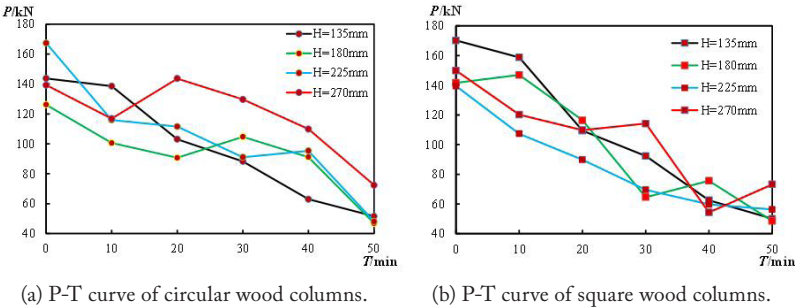 P/kN
180
160
140
120
100
80
60
40
0
10
20
30
40
50
T/min
H=135mm
H=180mm
H=225mm
H=270mm
(a) P-T curve of circular wood columns.
P/kN
180
160
140
120
100
80
60
40
0
10
20
30
40
50
T/min
H=135mm
H=180mm
H=225mm
H=270mm
(b) P-T curve of square wood columns.